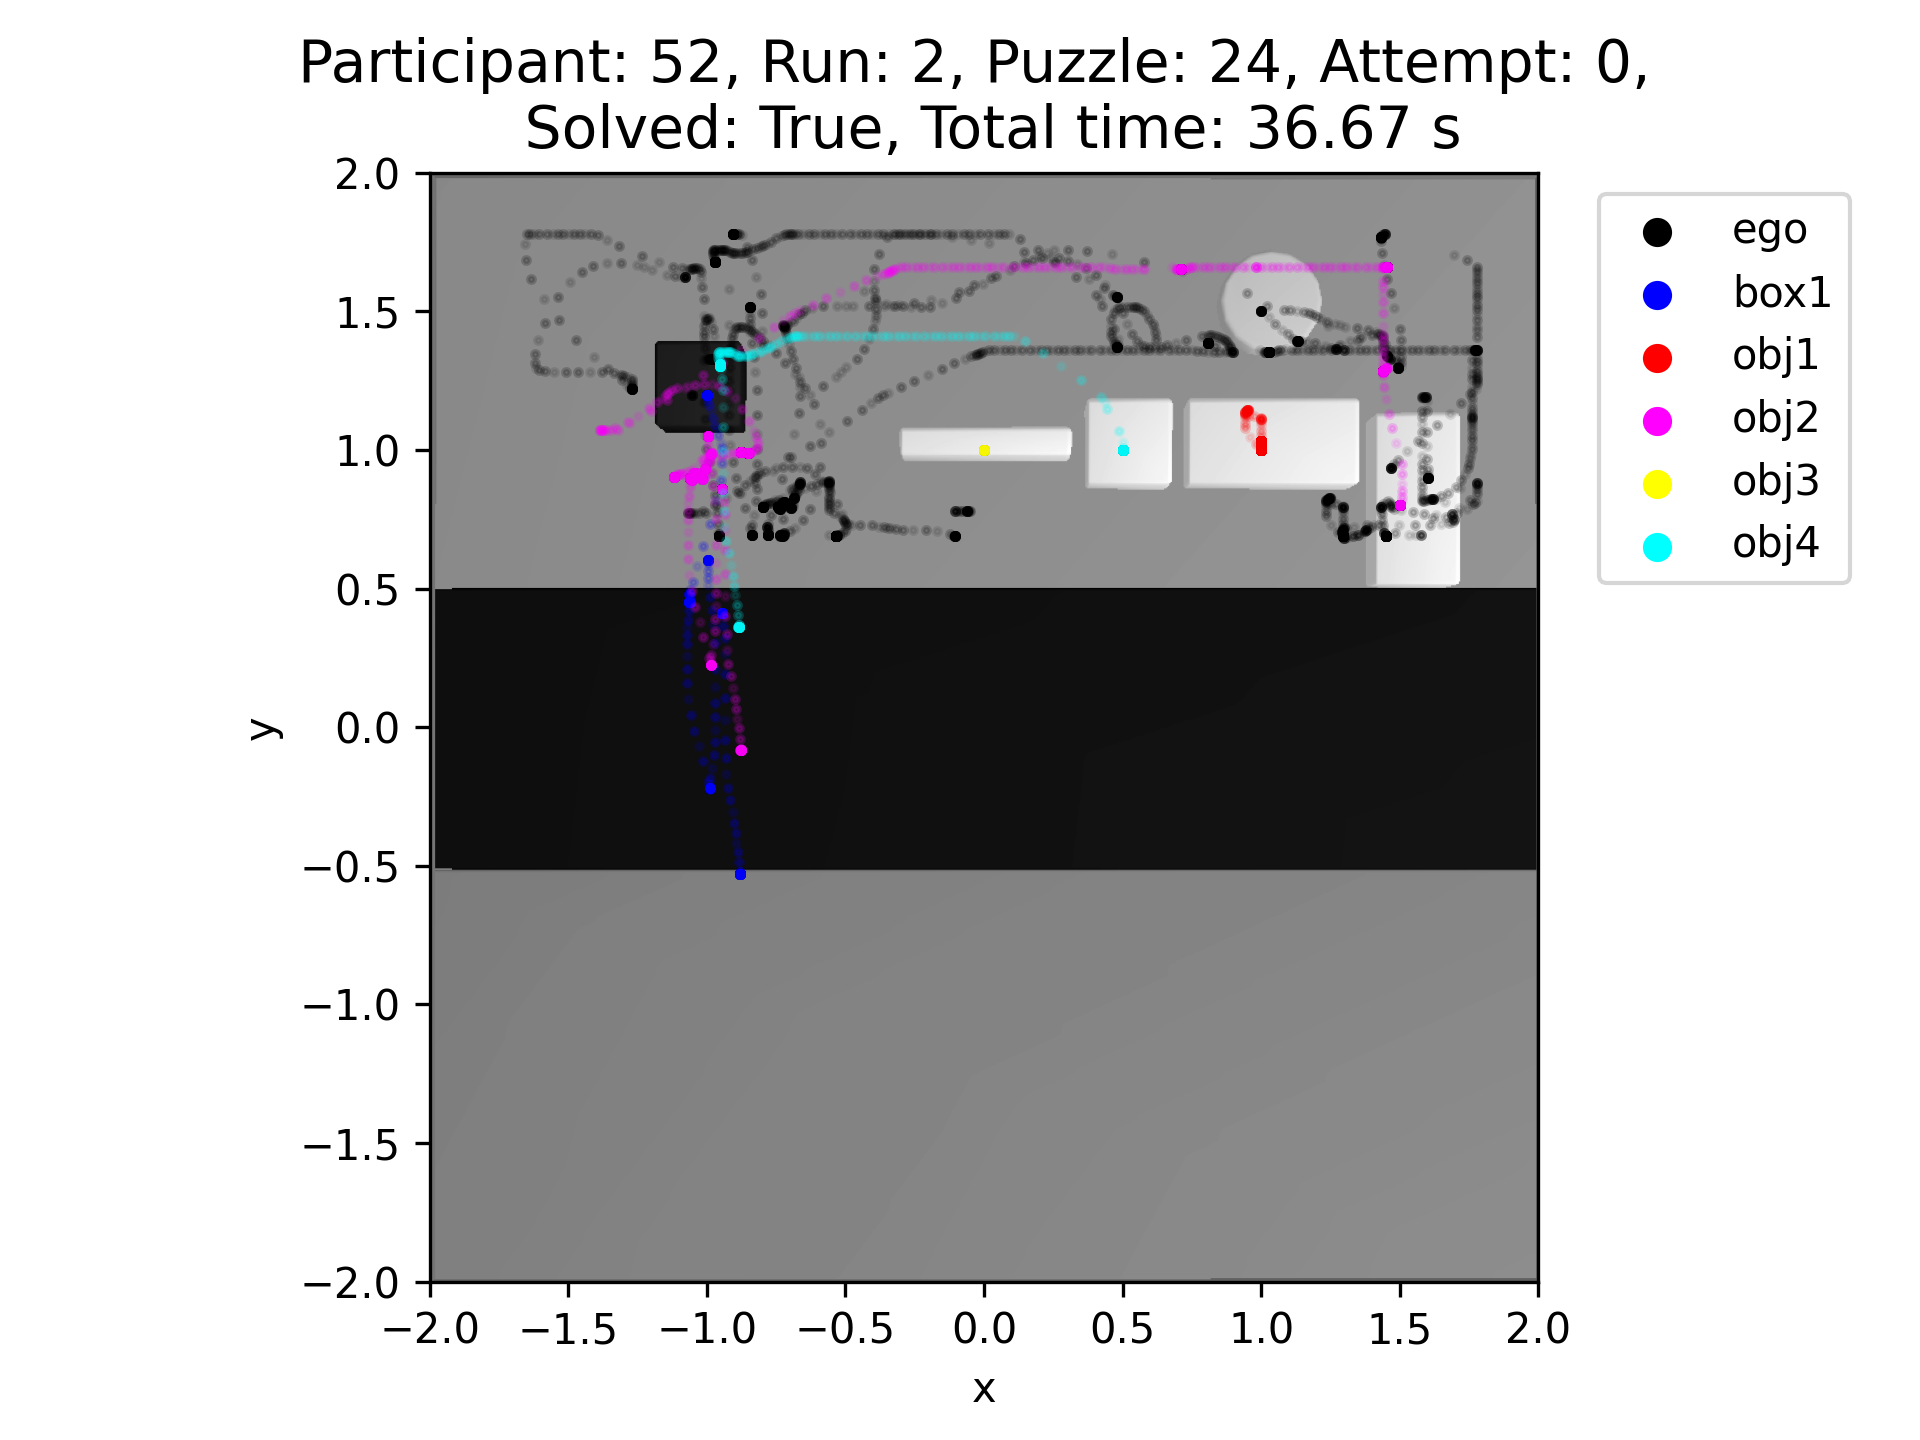 Participant: 52, Run: 2, Puzzle: 24, Attempt: 0,
Solved: True, Total time: 36.67 s
2.0
1.5
1.0
0.5
0.0
−0.5
−1.0
−1.5
−2.0
y
−2.0 −1.5 −1.0 −0.5 0.0 0.5 1.0 1.5 2.0
x
ego
box1
obj1
obj2
obj3
obj4